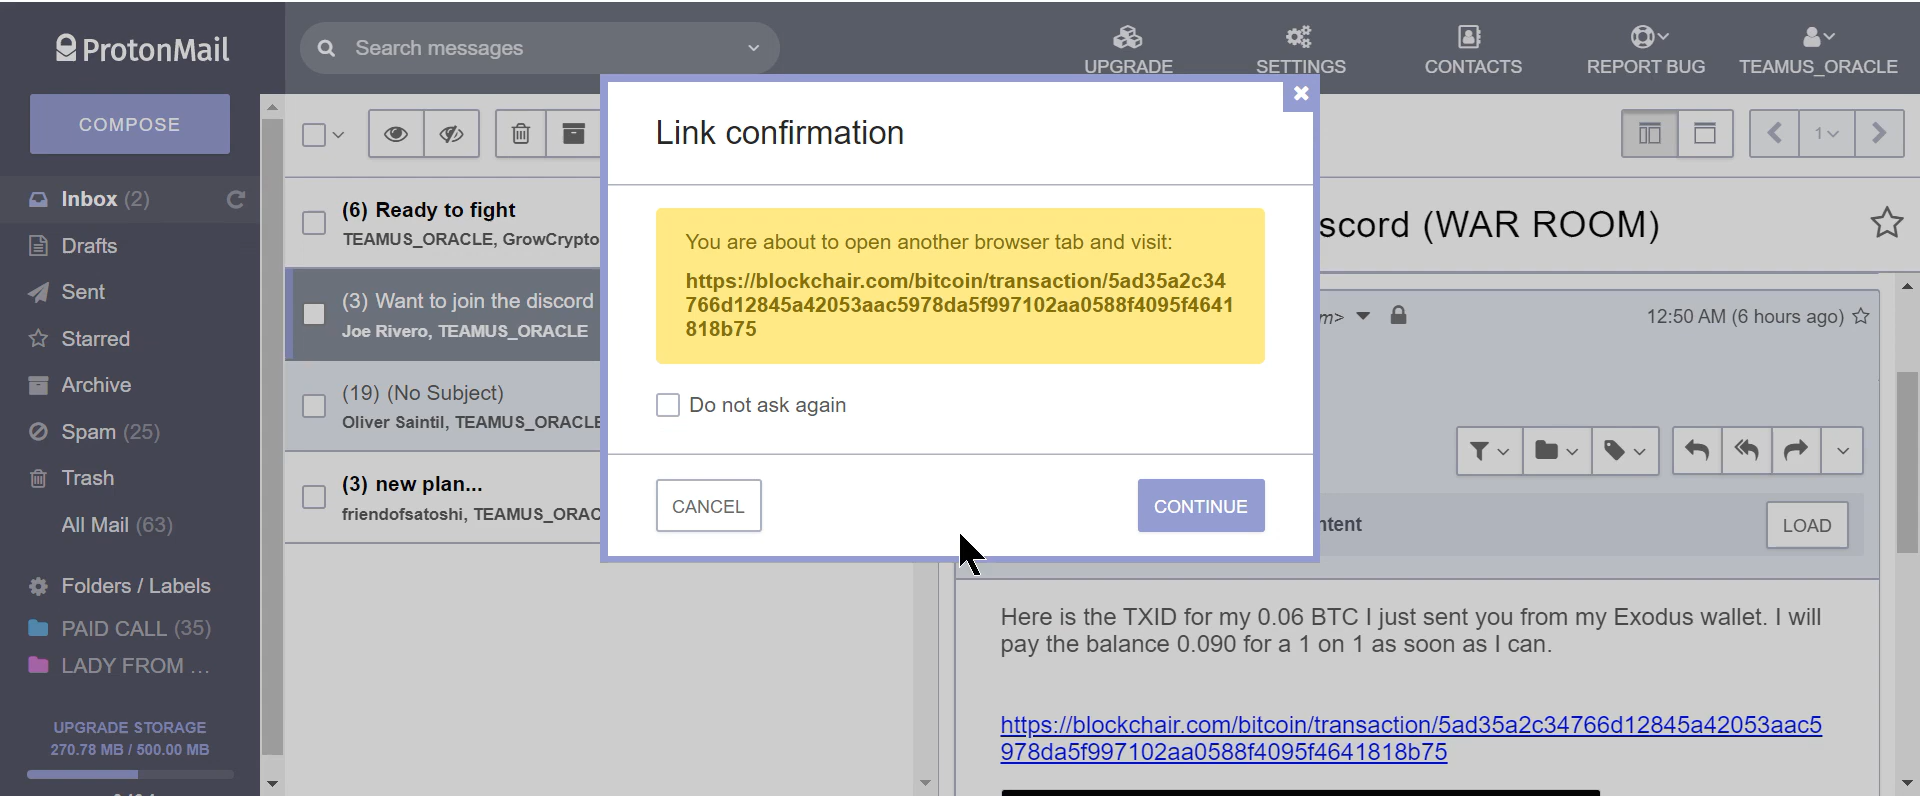 ProtonMail
Search messages
UPGRADE
SETTINGS
CONTACTS
REPORT BUG
TEAMUS_ORACLE
COMPOSE
Inbox (2)
Drafts
Sent
Starred
Archive
Spam (25)
Trash
All Mail (63)
Folders / Labels
PAID CALL (35)
LADY FROM ...
UPGRADE STORAGE
270.78 MB / 500.00 MB
1
(6) Ready to fight
TEAMUS_ORACLE, GrowCrypto
(3) Want to join the discord
Joe Rivero, TEAMUS_ORACLE
(19) (No Subject)
Oliver Saintil, TEAMUS_ORACLE
(3) new plan...
friendofsatoshi, TEAMUS_ORAC
Link confirmation
You are about to open another browser tab and visit:
https://blockchair.com/bitcoin/transaction/5ad35a2c34
766d12845a42053aac5978da5f997102aa0588f4095f4641
818b75
Do not ask again
CANCEL
CONTINUE
scord (WAR ROOM)
m>
12:50 AM (6 hours ago)
ntent
LOAD
Here is the TXID for my 0.06 BTC I just sent you from my Exodus wallet. I will
pay the balance 0.090 for a 1 on 1 as soon as I can.
https://blockchair.com/bitcoin/transaction/5ad35a2c34766d12845a42053aac5
978da5f997102aa0588f4095f4641818b75